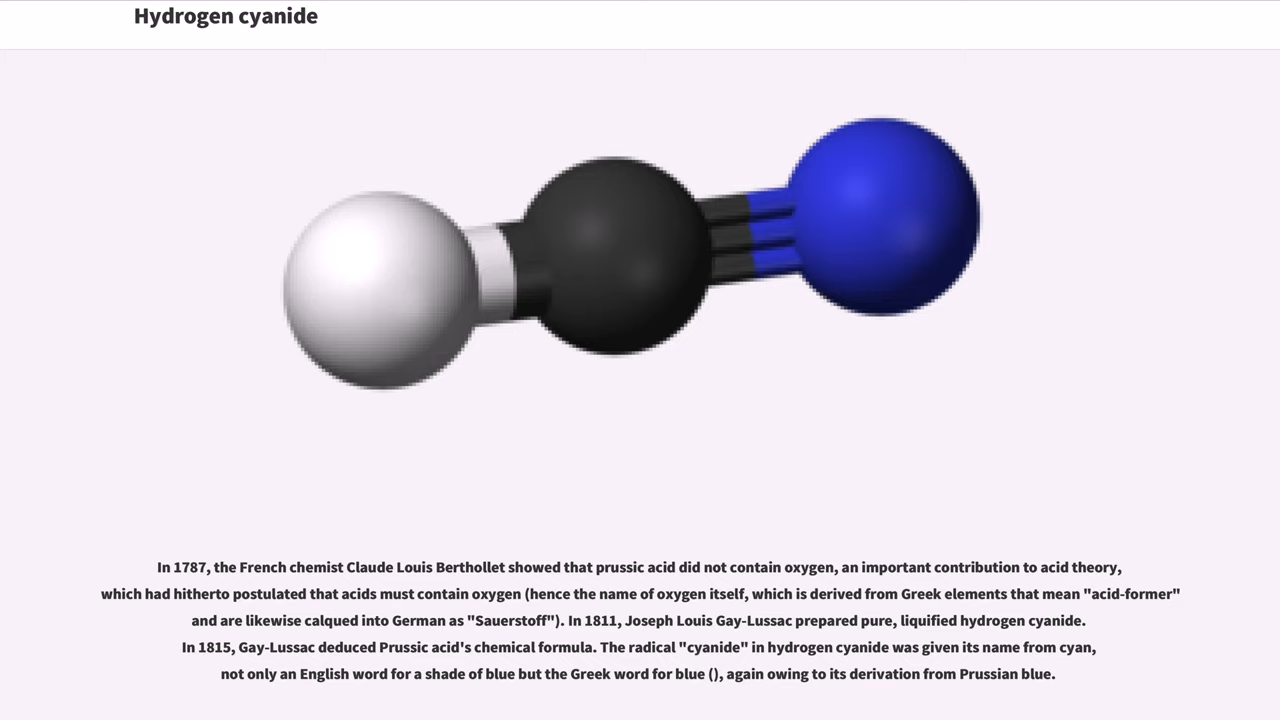 Hydrogen cyanide
In 1787, the French chemist Claude Louis Berthollet showed that prussic acid did not contain oxygen, an important contribution to acid theory,
which had hitherto postulated that acids must contain oxygen (hence the name of oxygen itself, which is derived from Greek elements that mean "acid-former"
and are likewise calqued into German as "Sauerstoff"). In 1811, Joseph Louis Gay-Lussac prepared pure, liquified hydrogen cyanide.
In 1815, Gay-Lussac deduced Prussic acid's chemical formula. The radical "cyanide" in hydrogen cyanide was given its name from cyan,
not only an English word for a shade of blue but the Greek word for blue (), again owing to its derivation from Prussian blue.